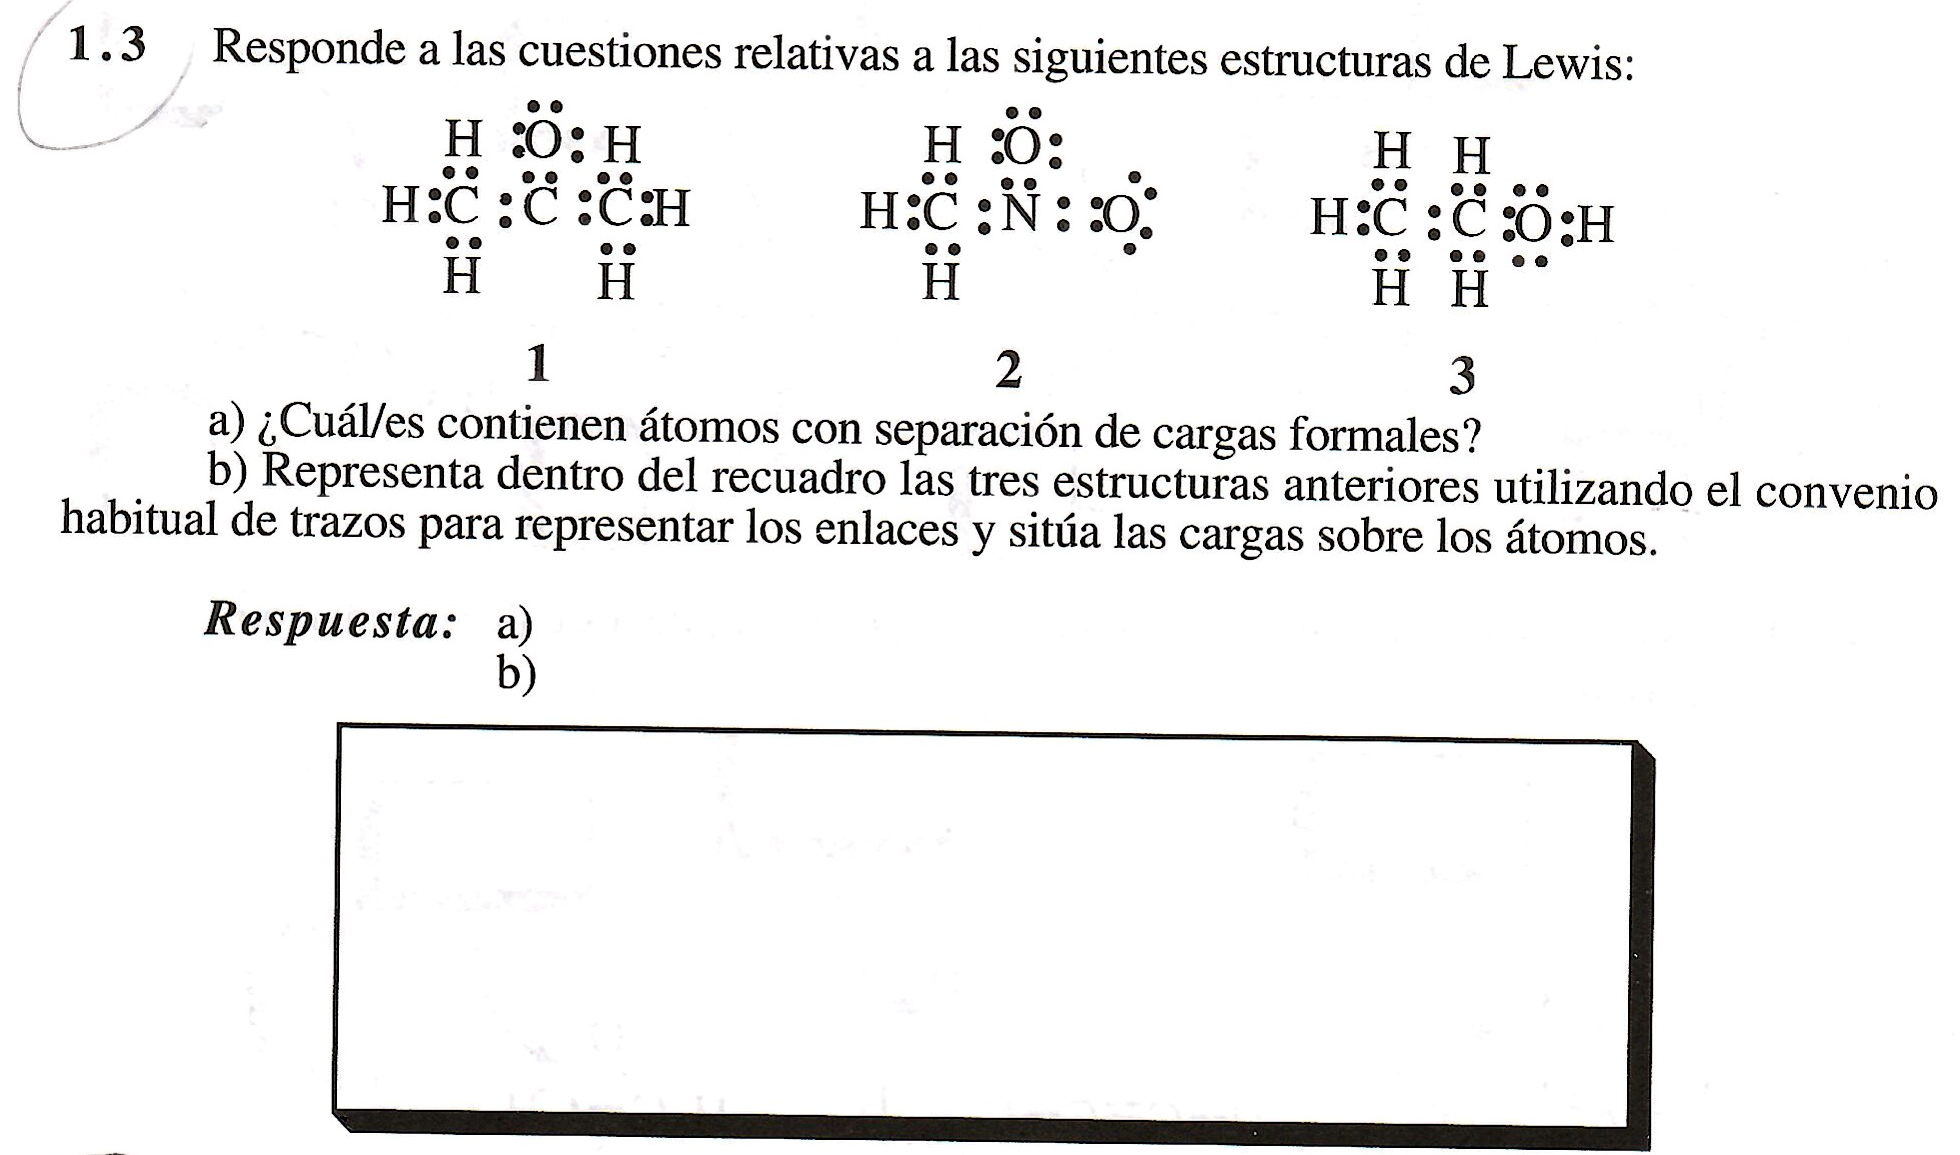 1.3 Responde a las cuestiones relativas a las siguientes estructuras de Lewis:
H :Ö: H
H:C :C :C:H
H H
1
H :Ö:
H:C :N : :O:
H
2
H H
H:C :C :O:H
H H
3
a) ¿Cuál/es contienen átomos con separación de cargas formales?
b) Representa dentro del recuadro las tres estructuras anteriores utilizando el convenio
habitual de trazos para representar los enlaces y sitúa las cargas sobre los átomos.
Respuesta: a)
b)